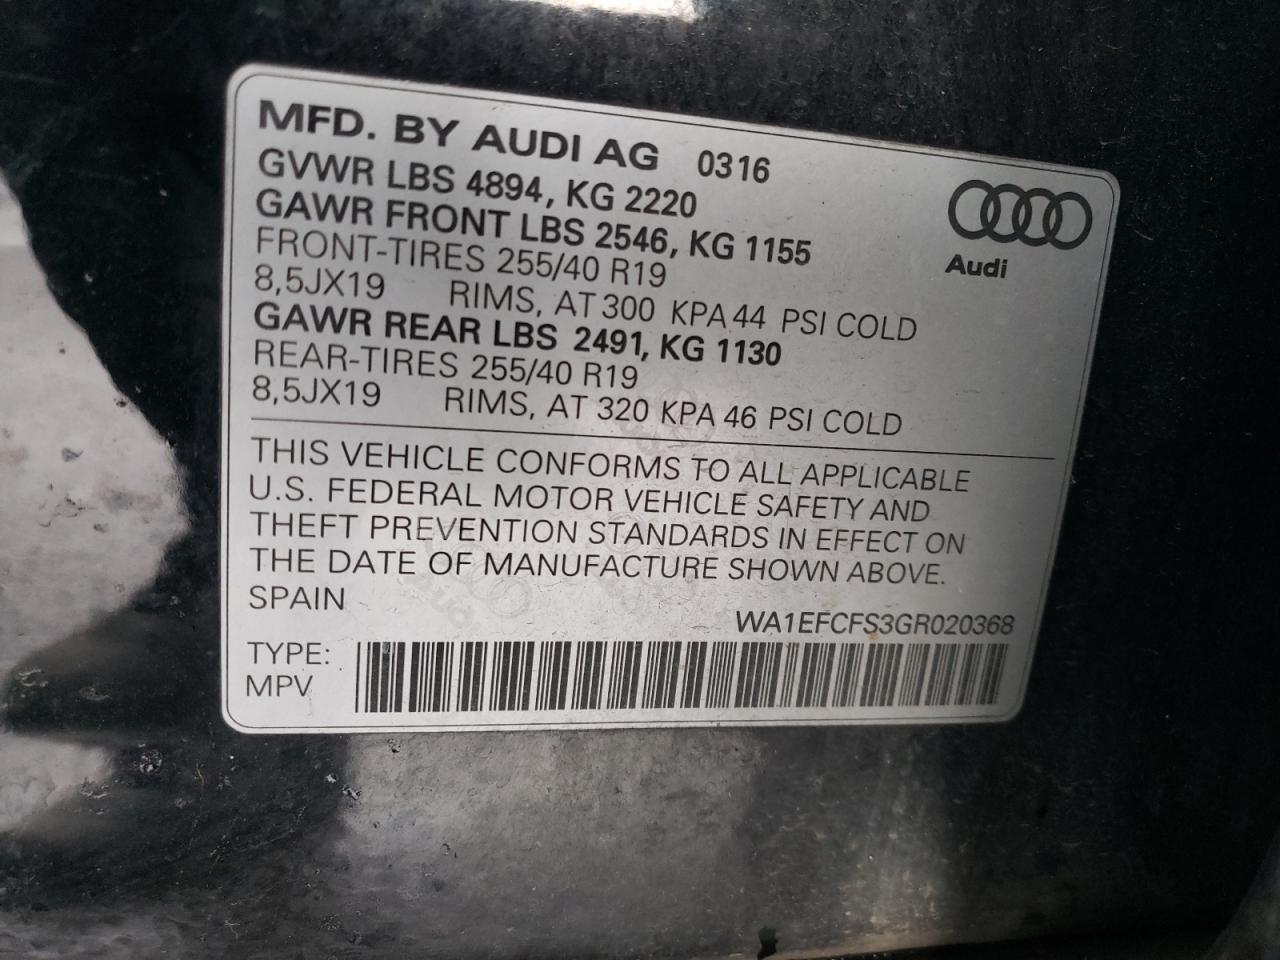 MFD. BY AUDI AG 0316
GVWR LBS 4894, KG 2220
GAWR FRONT LBS 2546, KG 1155
FRONT-TIRES 255/40 R19
8,5JX19 RIMS, AT 300 KPA 44 PSI COLD
GAWR REAR LBS 2491, KG 1130
REAR-TIRES 255/40 R19
8,5JX19 RIMS, AT 320 KPA 46 PSI COLD
Audi
THIS VEHICLE CONFORMS TO ALL APPLICABLE
U.S. FEDERAL MOTOR VEHICLE SAFETY AND
THEFT PREVENTION STANDARDS IN EFFECT ON
THE DATE OF MANUFACTURE SHOWN ABOVE.
SPAIN
WA1EFCFS3GR020368
TYPE:
MPV